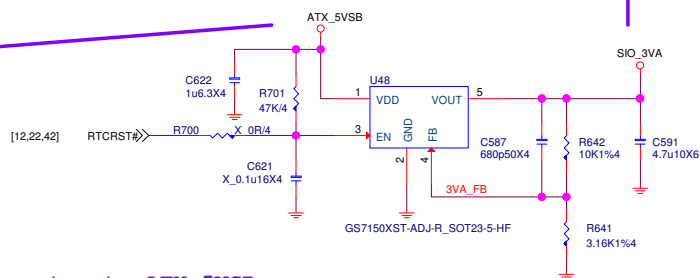 ATX_5VSB
SIO_3VA
C622
1u6.3X4
R701
47K/4
U48
1 VDD VOUT 5
[12,22,42] RTCRST# R700 X_0R/4 3 EN
GND
FB
2
4
C621
X_0.1u16X4
C587
680p50X4
R642
10K1%4
C591
4.7u10X6
3VA_FB
GS7150XST-ADJ-R_SOT23-5-HF
R641
3.16K1%4